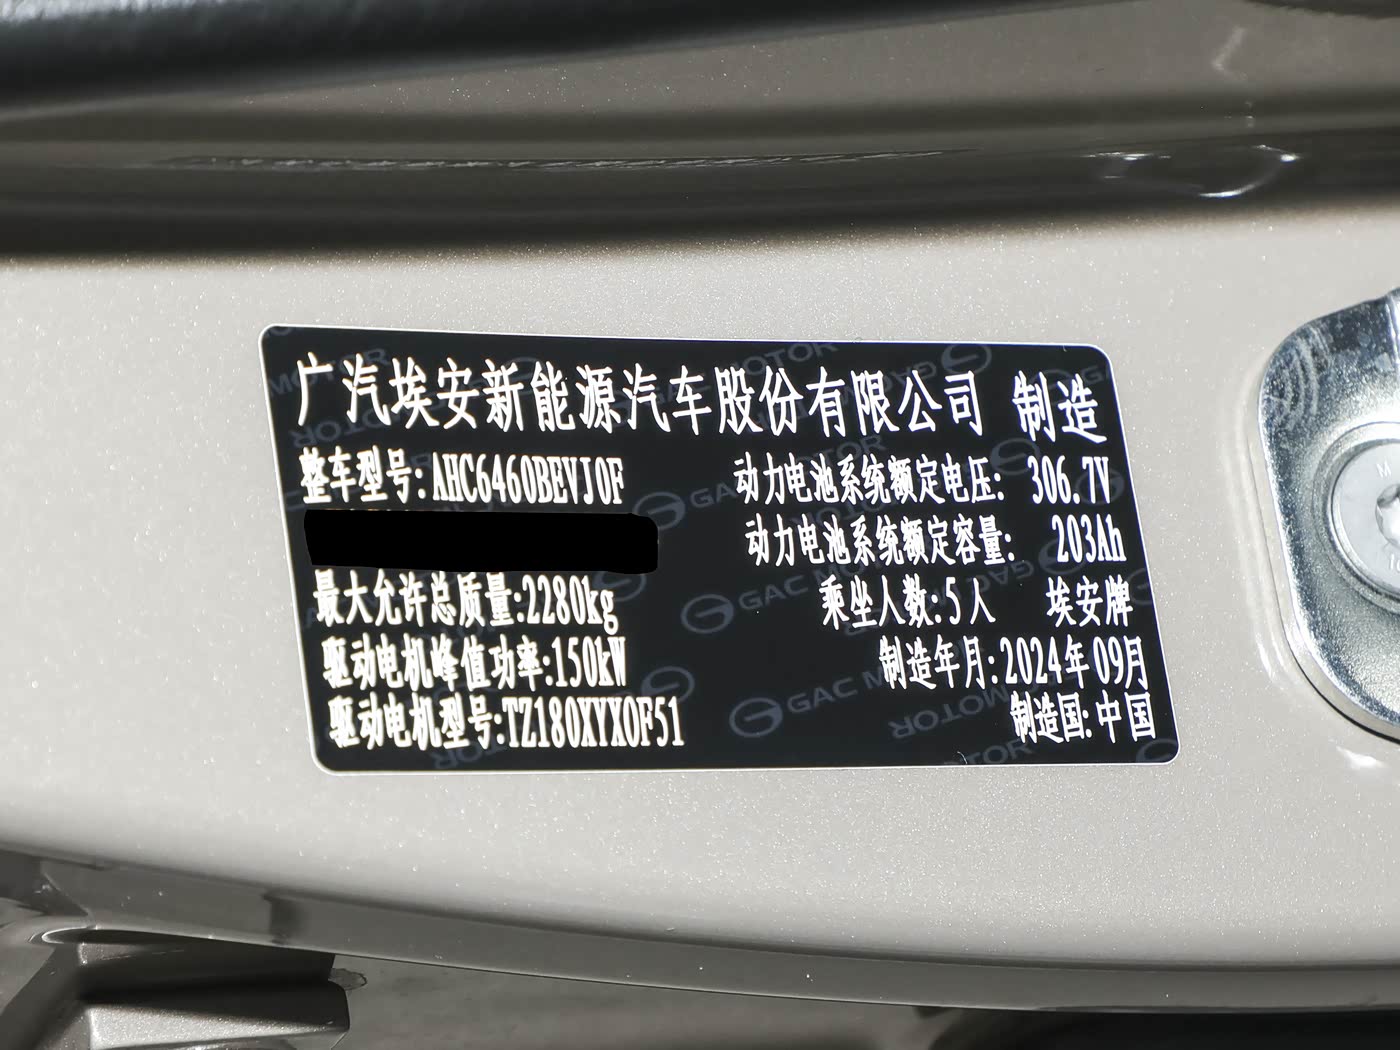 广汽埃安新能源汽车股份有限公司 制造
整车型号:AHC6460BEVJ0F 动力电池系统额定电压: 306.7V
动力电池系统额定容量: 203Ah
最大允许总质量:2280kg 乘坐人数:5人 埃安牌
驱动电机峰值功率:150kW 制造年月:2024年09月
驱动电机型号:TZ180XYX0F51 制造国:中国
GAC MOTOR